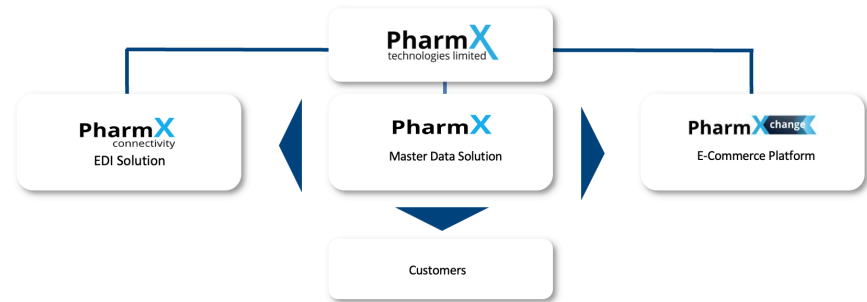 PharmX
technologies limited
PharmX
connectivity
EDI Solution
PharmX
Master Data Solution
PharmX change
E-Commerce Platform
Customers